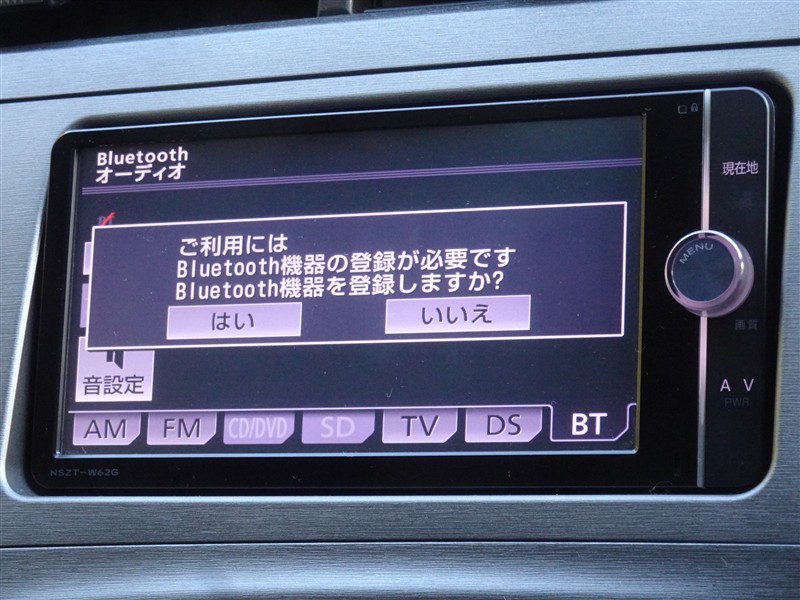 Bluetooth
オーディオ
現在地
ご利用には
Bluetooth機器の登録が必要です
Bluetooth機器を登録しますか?
はい
いいえ
MENU
画質
音設定
A V
PWR
AM
FM
CD/DVD
SD
TV
DS
BT
NSZT-W62G